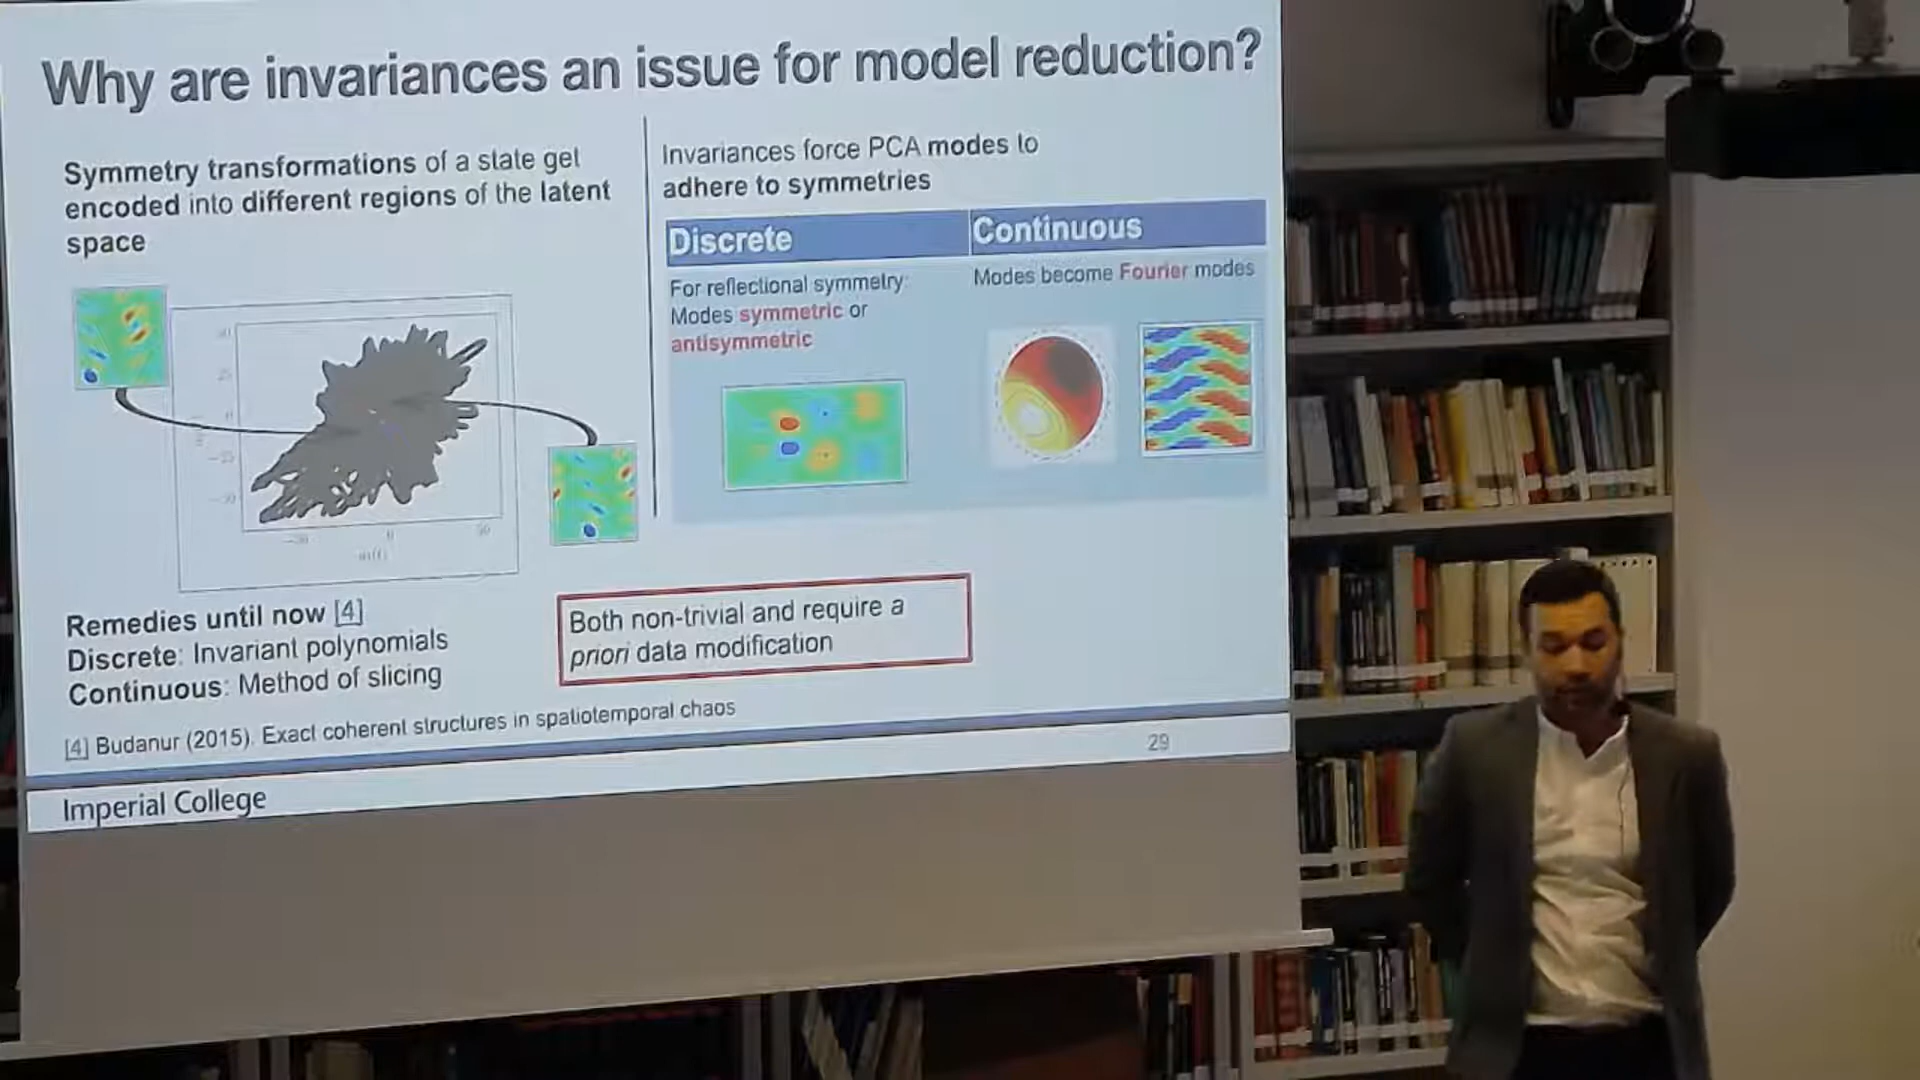 Why are invariances an issue for model reduction?
Symmetry transformations of a state get
encoded into different regions of the latent
space
Invariances force PCA modes to
adhere to symmetries
Discrete
Continuous
For reflectional symmetry:
Modes symmetric or
antisymmetric
Modes become Fourier modes
Remedies until now [4]
Discrete: Invariant polynomials
Continuous: Method of slicing
Both non-trivial and require a
priori data modification
[4] Budanur (2015). Exact coherent structures in spatiotemporal chaos
29
Imperial College